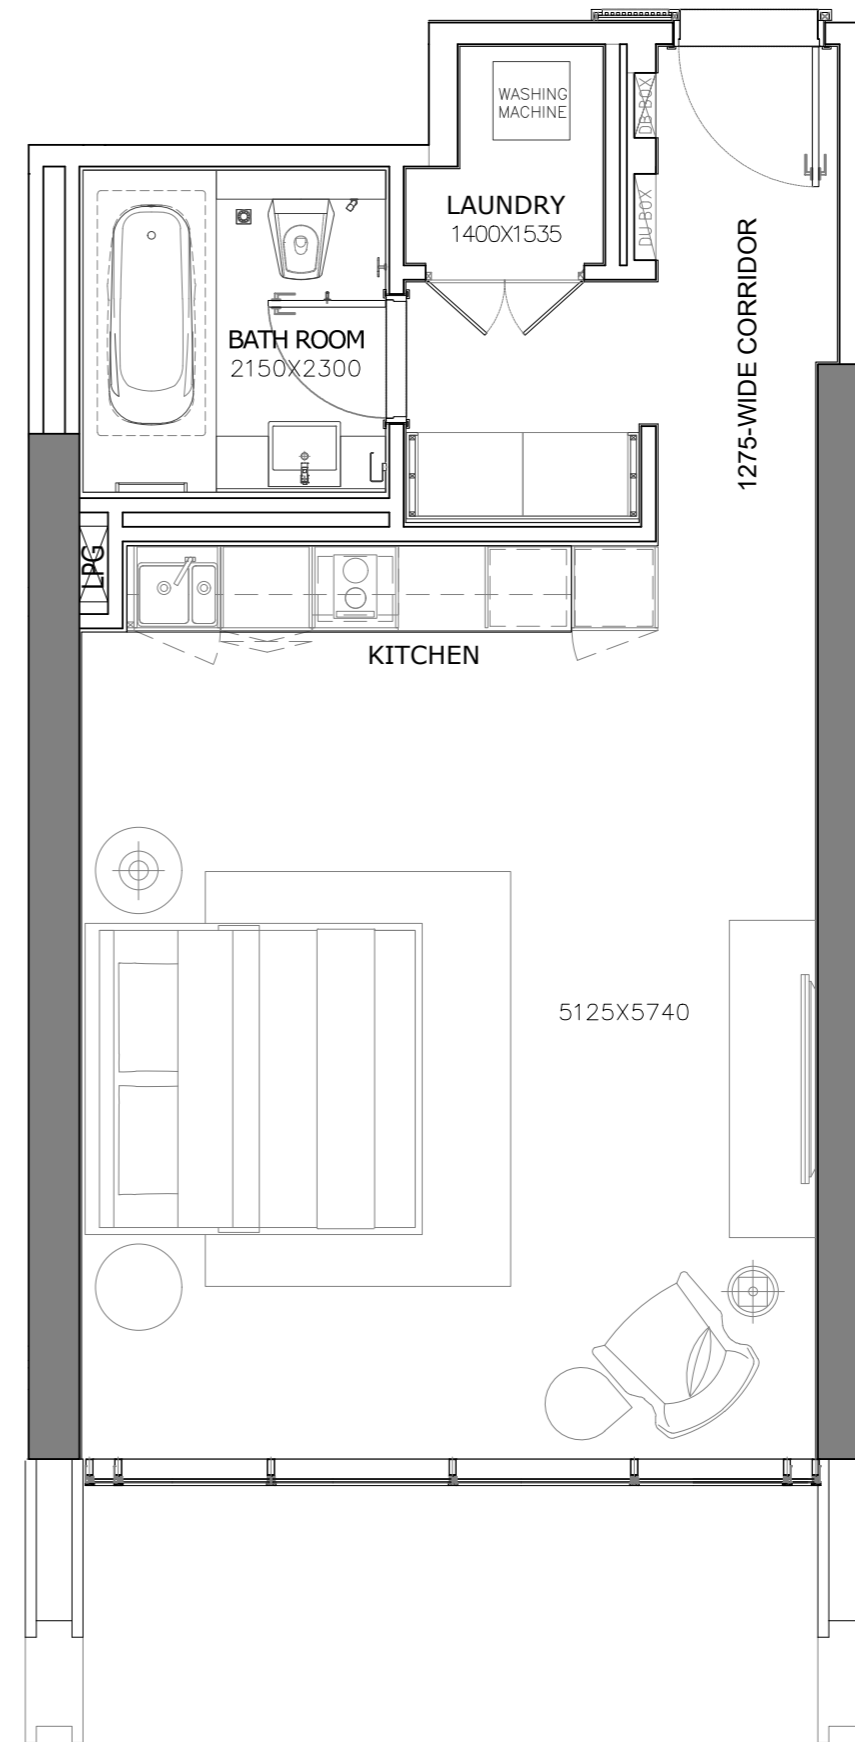 WASHING
MACHINE
DB-BOX
LAUNDRY
1400X1535
DU BOX
1275-WIDE CORRIDOR
BATH ROOM
2150X2300
LPG
KITCHEN
5125X5740